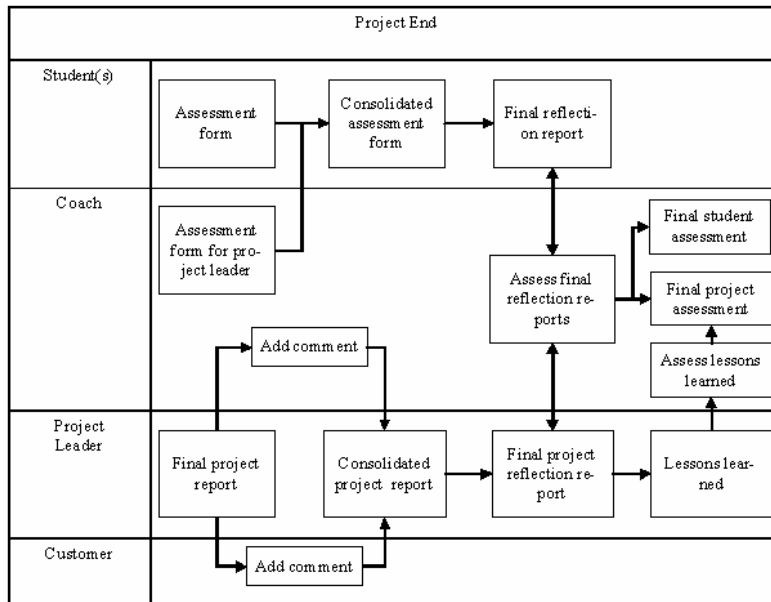 Project End
Student(s)
Assessment
form
Consolidated
assessment
form
Final reflecti-
on report
Coach
Assessment
form for pro-
ject leader
Final student
assessment
Assess final
reflection re-
ports
Final project
assessment
Add comment
Assess lessons
learned
Project
Leader
Final project
report
Consolidated
project report
Final project
reflection re-
port
Lessons lear-
ned
Customer
Add comment